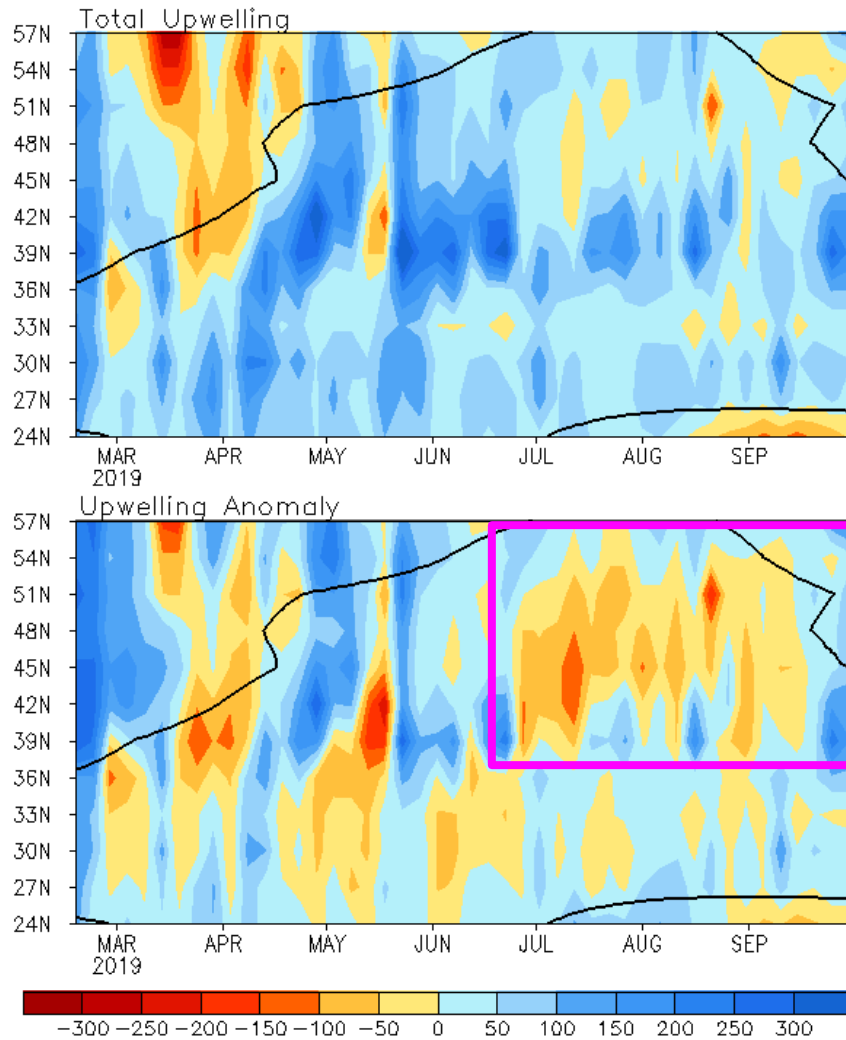 Total Upwelling
57N
54N
51N
48N
45N
42N
39N
36N
33N
30N
27N
24N
MAR APR MAY JUN JUL AUG SEP
2019
Upwelling Anomaly
57N
54N
51N
48N
45N
42N
39N
36N
33N
30N
27N
24N
MAR APR MAY JUN JUL AUG SEP
2019
−300 −250 −200 −150 −100 −50 0 50 100 150 200 250 300